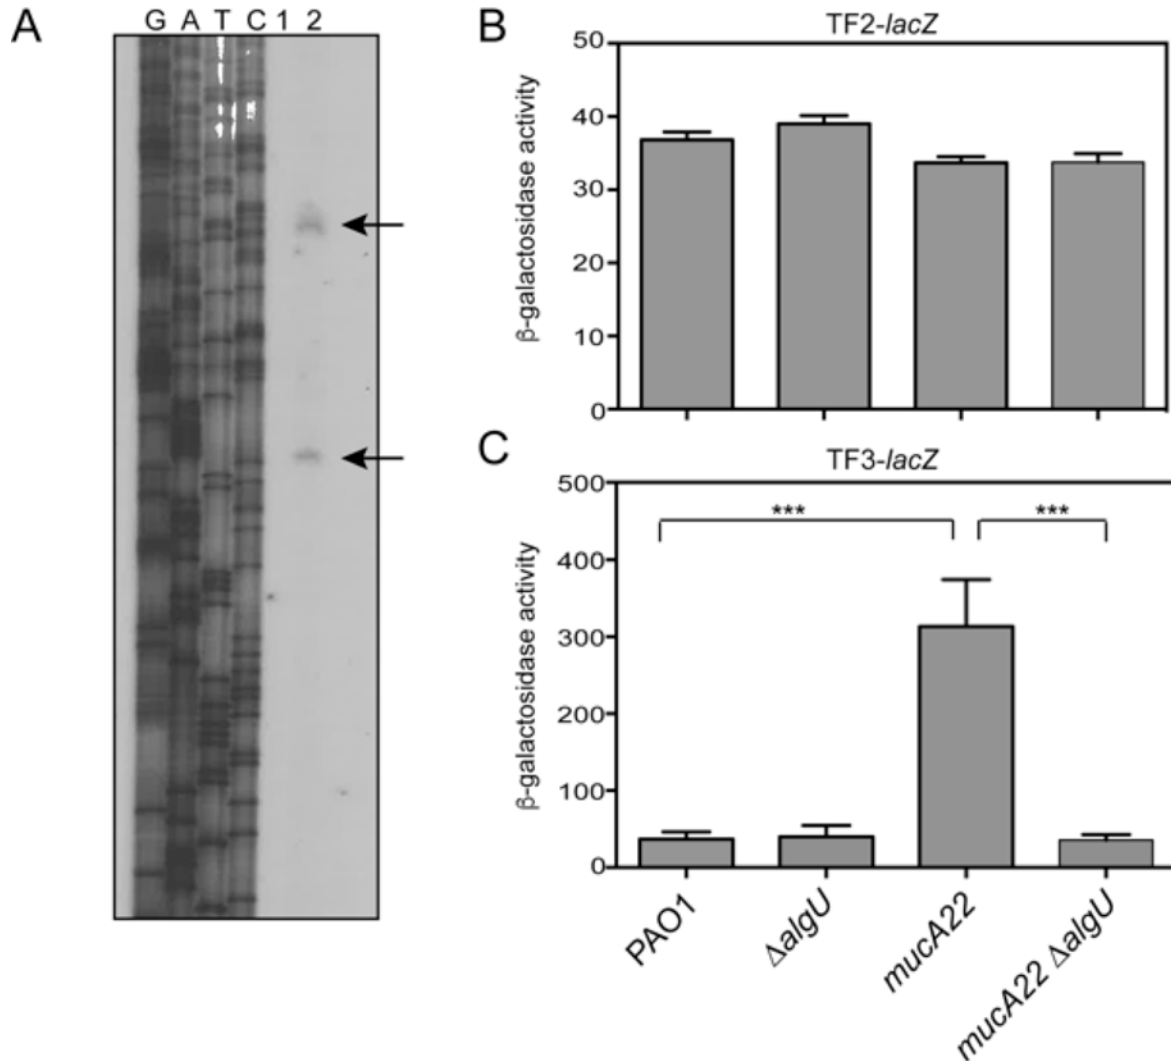 A
G A T C 1 2
B
TF2-lacZ
β-galactosidase activity
50
40
30
20
10
0
C
TF3-lacZ
β-galactosidase activity
500
400
300
200
100
0
***
***
PAO1
ΔalgU
mucA22
mucA22 ΔalgU